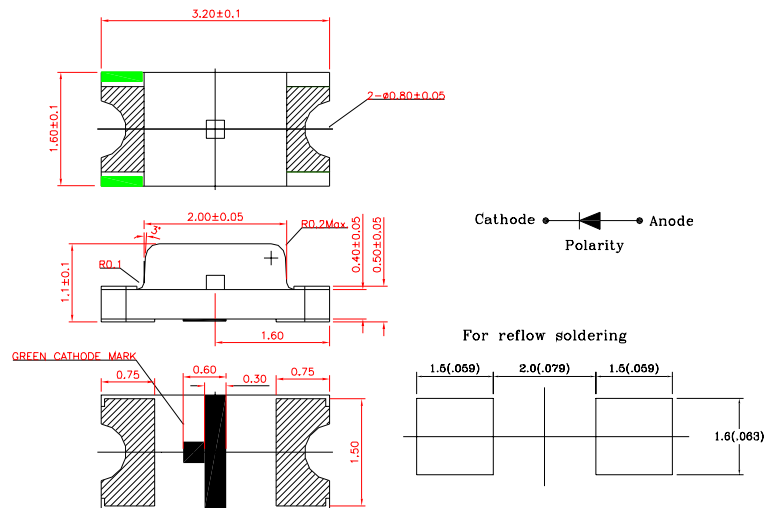 3.20±0.1
1.60±0.1
2-ø0.80±0.05
2.00±0.05
3°
R0.2Max.
R0.1
1.1±0.1
0.40±0.05
0.50±0.05
1.60
Cathode
Anode
Polarity
For reflow soldering
GREEN CATHODE MARK
0.75
0.60
0.30
0.75
1.50
1.5(.059)
2.0(.079)
1.5(.059)
1.6(.063)